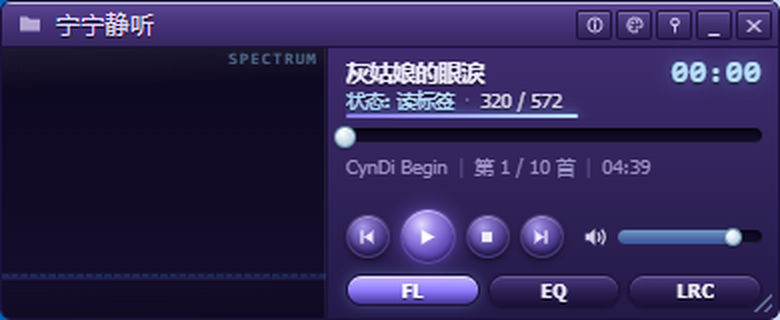 宁宁静听
SPECTRUM
灰姑娘的眼淚
00:00
状态: 读标签 · 320 / 572
CynDi Begin | 第 1 / 10 首 | 04:39
FL EQ LRC